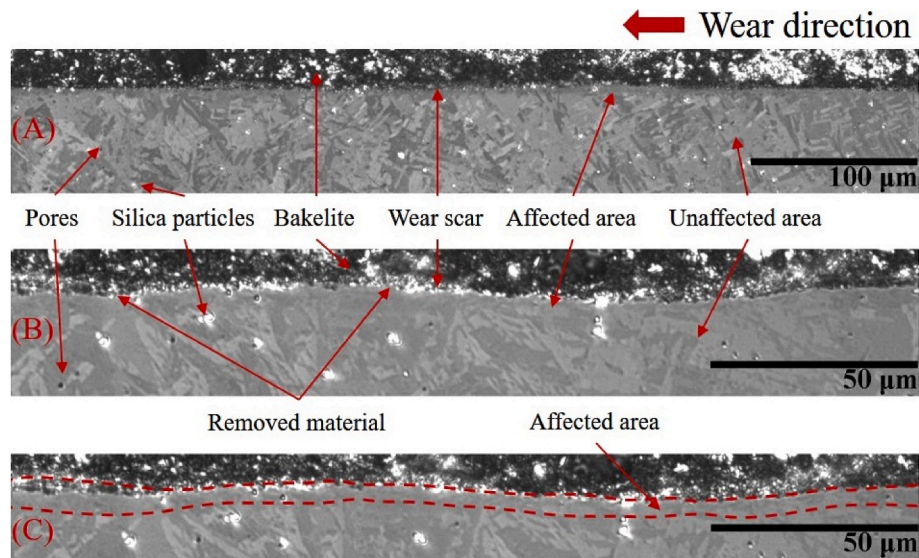 Wear direction
(A)
100 µm
Pores
Silica particles
Bakelite
Wear scar
Affected area
Unaffected area
(B)
50 µm
Removed material
Affected area
(C)
50 µm